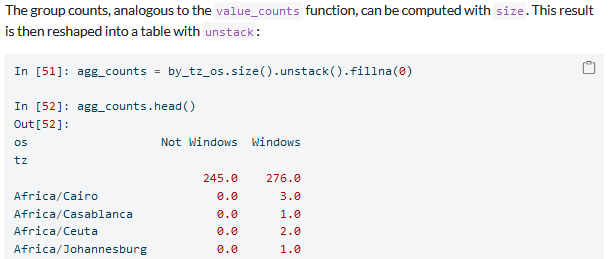 The group counts, analogous to the value_counts function, can be computed with size. This result
is then reshaped into a table with unstack:
In [51]: agg_counts = by_tz_os.size().unstack().fillna(0)
In [52]: agg_counts.head()
Out[52]:
os                     Not Windows  Windows
tz
                             245.0    276.0
Africa/Cairo                   0.0      3.0
Africa/Casablanca              0.0      1.0
Africa/Ceuta                   0.0      2.0
Africa/Johannesburg            0.0      1.0